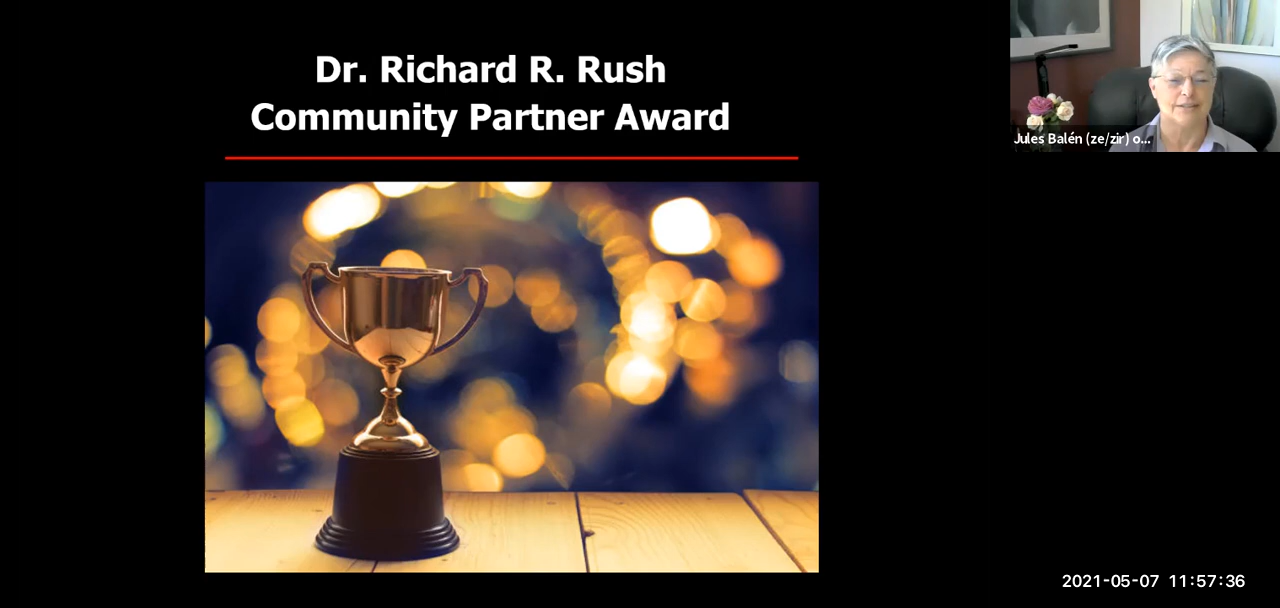 Dr. Richard R. Rush
Community Partner Award
Jules Balén (ze/zir) o...
2021-05-07 11:57:36